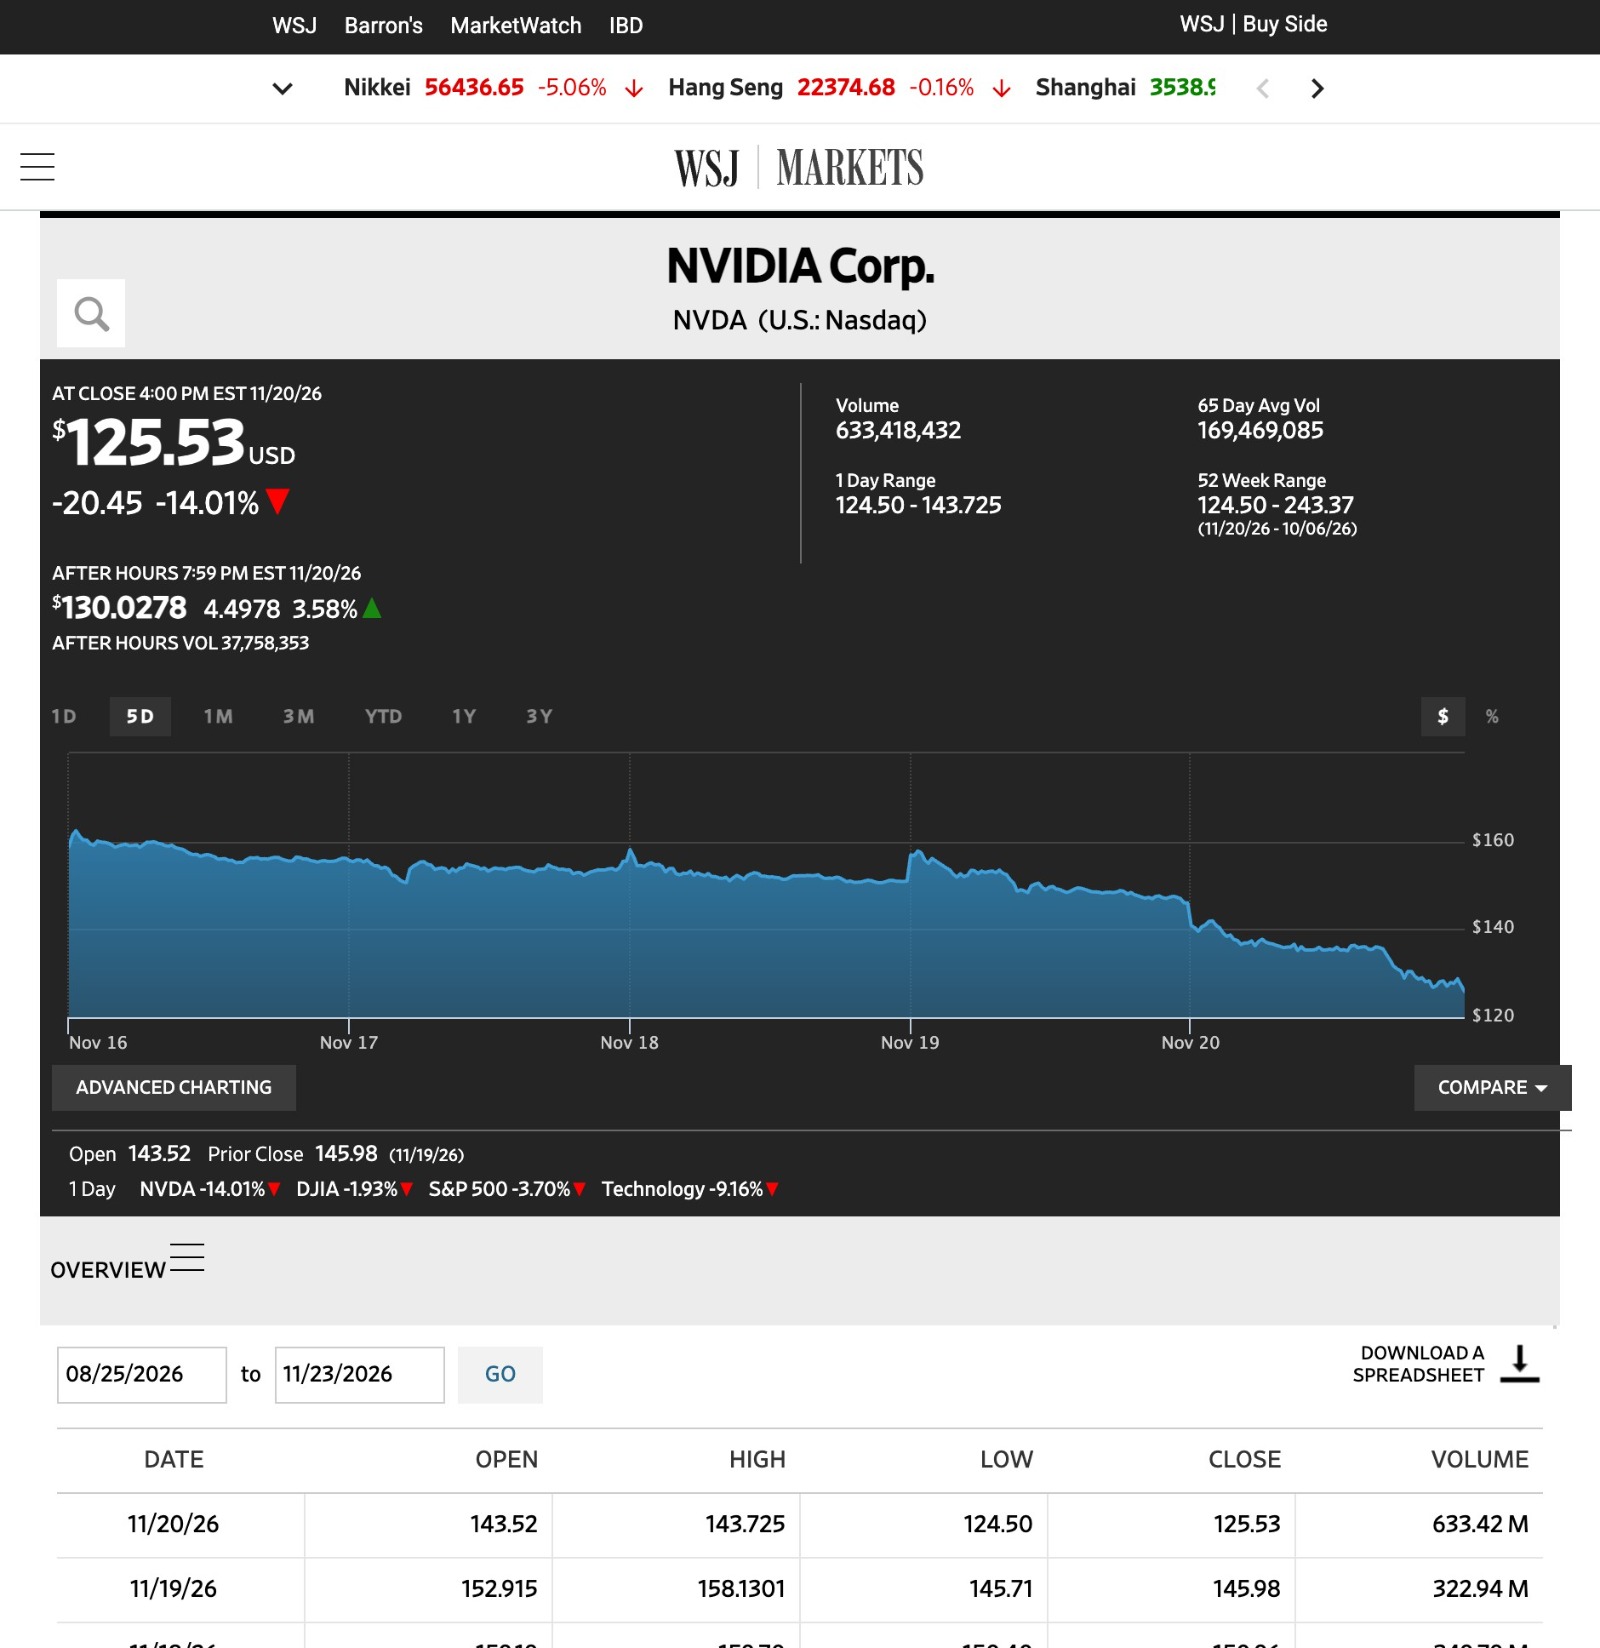 WSJ Barron's MarketWatch IBD WSJ | Buy Side
Nikkei 56436.65 -5.06% Hang Seng 22374.68 -0.16% Shanghai
WSJ MARKETS
NVIDIA Corp.
NVDA (U.S.: Nasdaq)
AT CLOSE 4:00 PM EST 11/20/26
$125.53 USD
-20.45 -14.01%
AFTER HOURS 7:59 PM EST 11/20/26
$130.0278 4.4978 3.58%
AFTER HOURS VOL 37,758,353
Volume
633,418,432
65 Day Avg Vol
169,469,085
1 Day Range
124.50 - 143.725
52 Week Range
124.50 - 243.37
(11/20/26 - 10/06/26)
1D 5D 1M 3M YTD 1Y 3Y $ %
$160
$140
$120
Nov 16 Nov 17 Nov 18 Nov 19 Nov 20
ADVANCED CHARTING COMPARE
Open 143.52 Prior Close 145.98 (11/19/26)
1 Day NVDA -14.01% DJIA -1.93% S&P 500 -3.70% Technology -9.16%
OVERVIEW
08/25/2026 to 11/23/2026 GO
DOWNLOAD A
SPREADSHEET
DATE OPEN HIGH LOW CLOSE VOLUME
11/20/26 143.52 143.725 124.50 125.53 633.42 M
11/19/26 152.915 158.1301 145.71 145.98 322.94 M